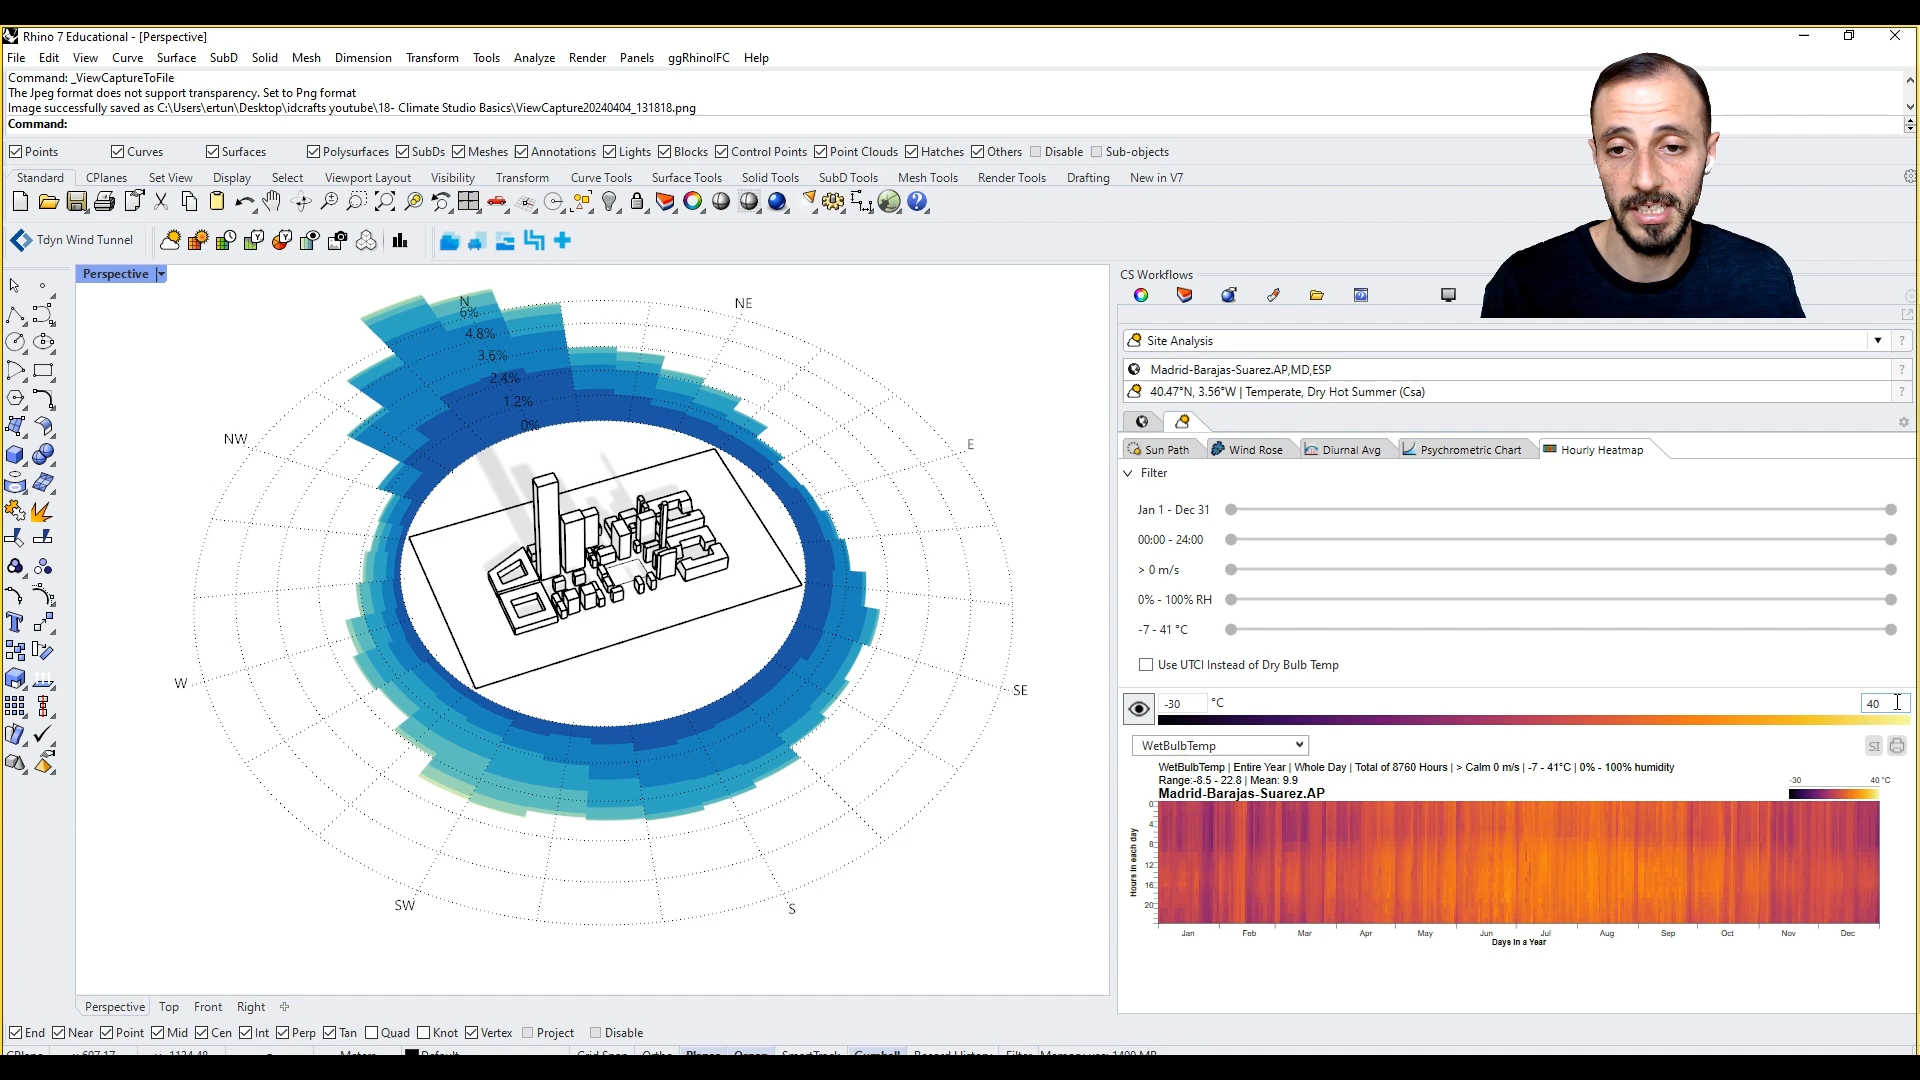 Rhino 7 Educational - [Perspective]
File Edit View Curve Surface SubD Solid Mesh Dimension Transform Tools Analyze Render Panels ggRhinoIFC Help
Command: _ViewCaptureToFile
The Jpeg format does not support transparency. Set to Png format
Image successfully saved as C:\Users\ertun\Desktop\idcrafts youtube\18- Climate Studio Basics\ViewCapture20240404_131818.png
Command:
Points Curves Surfaces Polysurfaces SubDs Meshes Annotations Lights Blocks Control Points Point Clouds Hatches Others Disable Sub-objects
Standard CPlanes Set View Display Select Viewport Layout Visibility Transform Curve Tools Surface Tools Solid Tools SubD Tools Mesh Tools Render Tools Drafting New in V7
Tdyn Wind Tunnel
Perspective
N
6%
4.8%
3.6%
2.4%
1.2%
0%
NE
NW
E
W
SE
SW
S
CS Workflows
Site Analysis
?
Madrid-Barajas-Suarez.AP,MD,ESP
?
40.47°N, 3.56°W | Temperate, Dry Hot Summer (Csa)
?
Sun Path Wind Rose Diurnal Avg Psychrometric Chart Hourly Heatmap
Filter
Jan 1 - Dec 31
00:00 - 24:00
> 0 m/s
0% - 100% RH
-7 - 41 °C
Use UTCI Instead of Dry Bulb Temp
-30 °C 40
WetBulbTemp SI
WetBulbTemp | Entire Year | Whole Day | Total of 8760 Hours | > Calm 0 m/s | -7 - 41°C | 0% - 100% humidity
Range:-8.5 - 22.8 | Mean: 9.9
-30 40 °C
Madrid-Barajas-Suarez.AP
Hours in each day
0
4
8
12
16
20
Jan Feb Mar Apr May Jun Jul Aug Sep Oct Nov Dec
Days in a Year
Perspective Top Front Right
End Near Point Mid Cen Int Perp Tan Quad Knot Vertex Project Disable